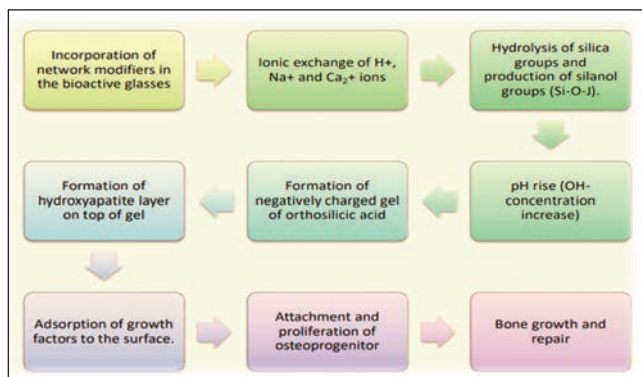 Incorporation of
network modifiers in
the bioactive glasses
Ionic exchange of H+,
Na+ and Ca2+ ions
Hydrolysis of silica
groups and
production of silanol
groups (Si-O-J).
pH rise (OH-
concentration
increase)
Formation of
negatively charged gel
of orthosilicic acid
Formation of
hydroxyapatite layer
on top of gel
Adsorption of growth
factors to the surface.
Attachment and
proliferation of
osteoprogenitor
Bone growth and
repair